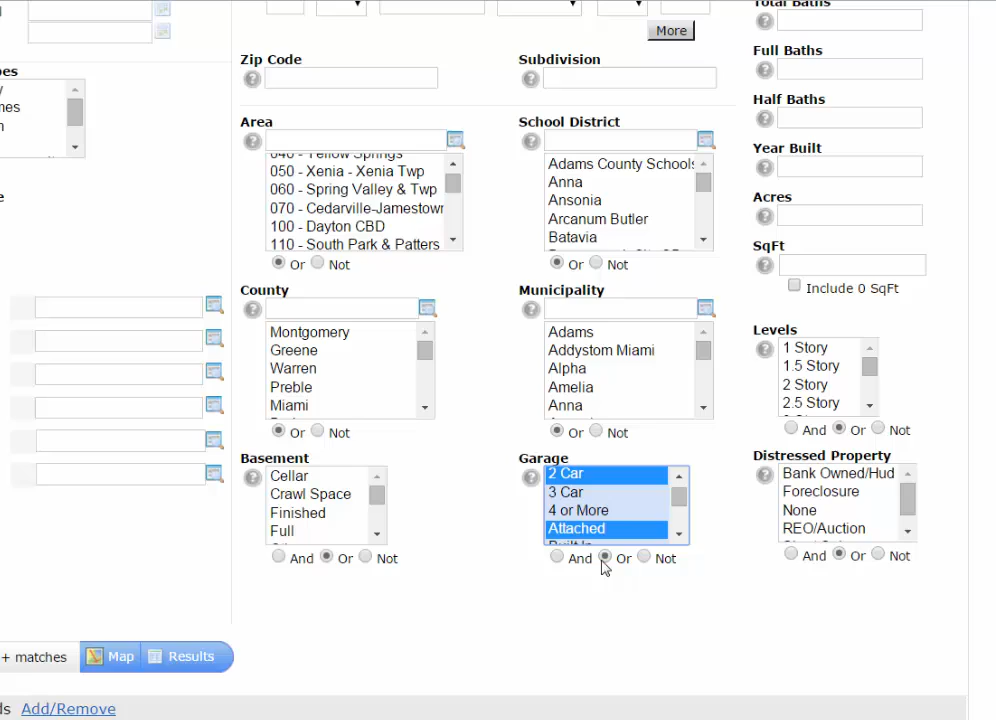 Total Baths
More
Full Baths
Zip Code
Subdivision
Half Baths
Area
School District
Year Built
040 - Yellow Springs
050 - Xenia - Xenia Twp
060 - Spring Valley & Twp
070 - Cedarville-Jamestown
100 - Dayton CBD
110 - South Park & Patters
Or Not
Adams County Schools
Anna
Ansonia
Arcanum Butler
Batavia
Or Not
Acres
SqFt
Include 0 SqFt
County
Montgomery
Greene
Warren
Preble
Miami
Or Not
Municipality
Adams
Addystom Miami
Alpha
Amelia
Anna
Or Not
Levels
1 Story
1.5 Story
2 Story
2.5 Story
And Or Not
Basement
Cellar
Crawl Space
Finished
Full
And Or Not
Garage
2 Car
3 Car
4 or More
Attached
Built In
And Or Not
Distressed Property
Bank Owned/Hud
Foreclosure
None
REO/Auction
And Or Not
+ matches
Map
Results
Add/Remove